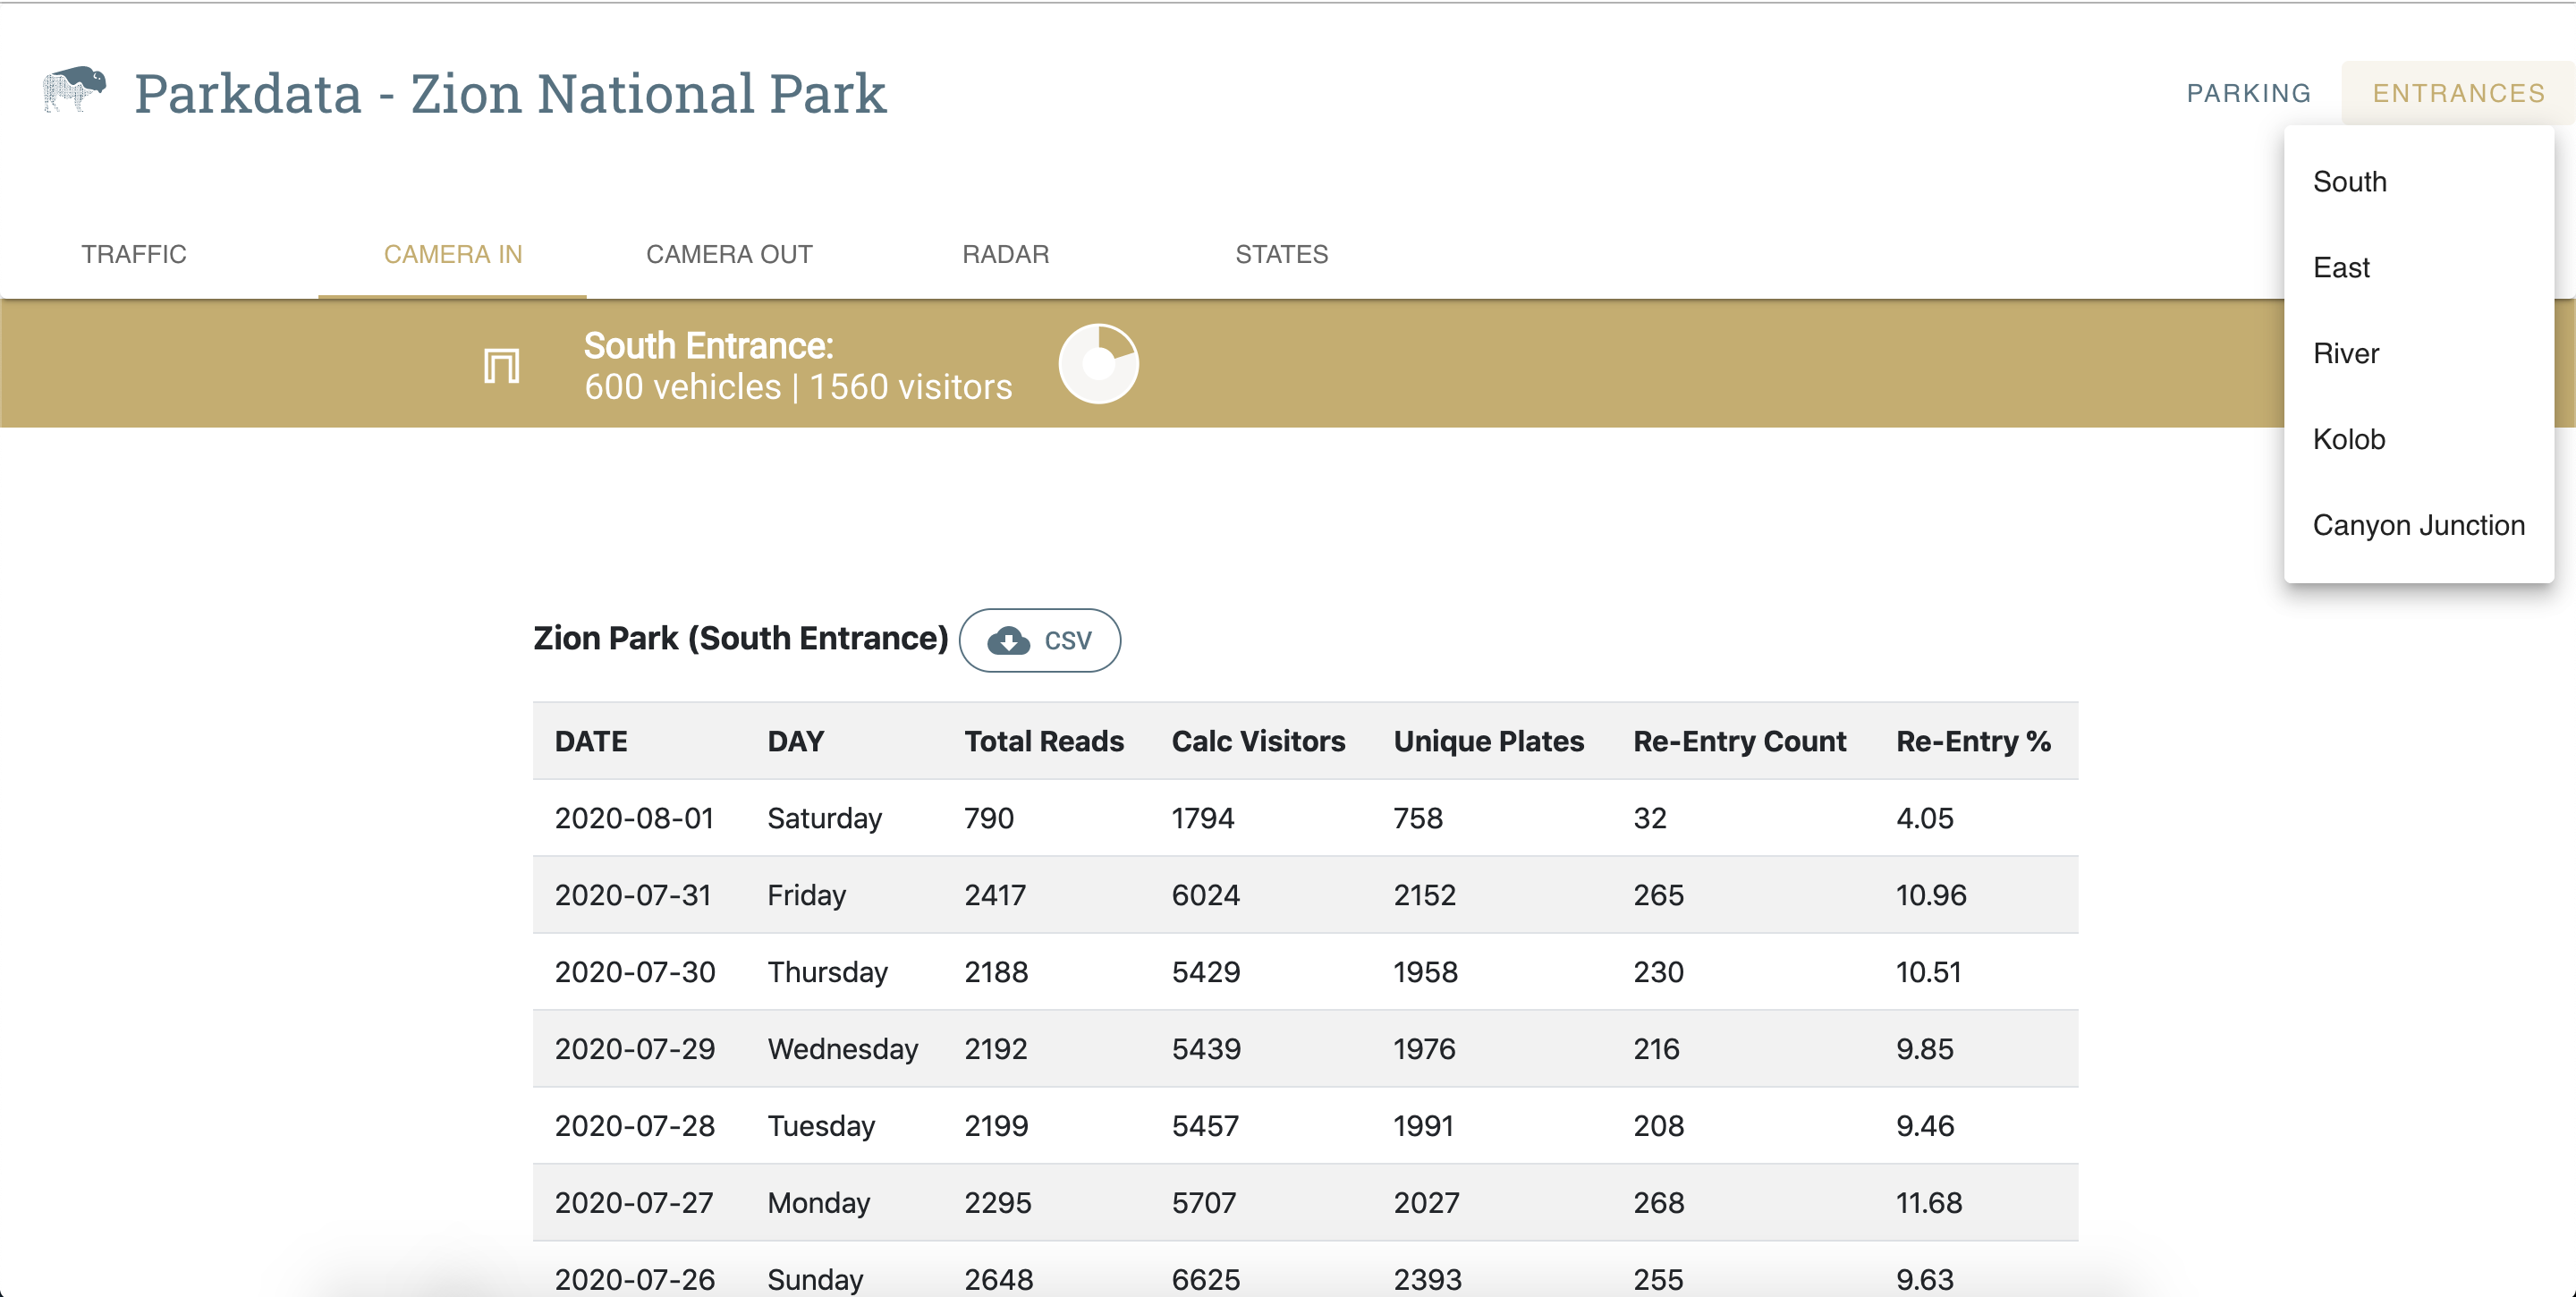 Parkdata - Zion National Park
PARKING ENTRANCES
South
East
River
Kolob
Canyon Junction
TRAFFIC CAMERA IN CAMERA OUT RADAR STATES
South Entrance:
600 vehicles | 1560 visitors
Zion Park (South Entrance) CSV
DATE DAY Total Reads Calc Visitors Unique Plates Re-Entry Count Re-Entry %
2020-08-01 Saturday 790 1794 758 32 4.05
2020-07-31 Friday 2417 6024 2152 265 10.96
2020-07-30 Thursday 2188 5429 1958 230 10.51
2020-07-29 Wednesday 2192 5439 1976 216 9.85
2020-07-28 Tuesday 2199 5457 1991 208 9.46
2020-07-27 Monday 2295 5707 2027 268 11.68
2020-07-26 Sunday 2648 6625 2393 255 9.63